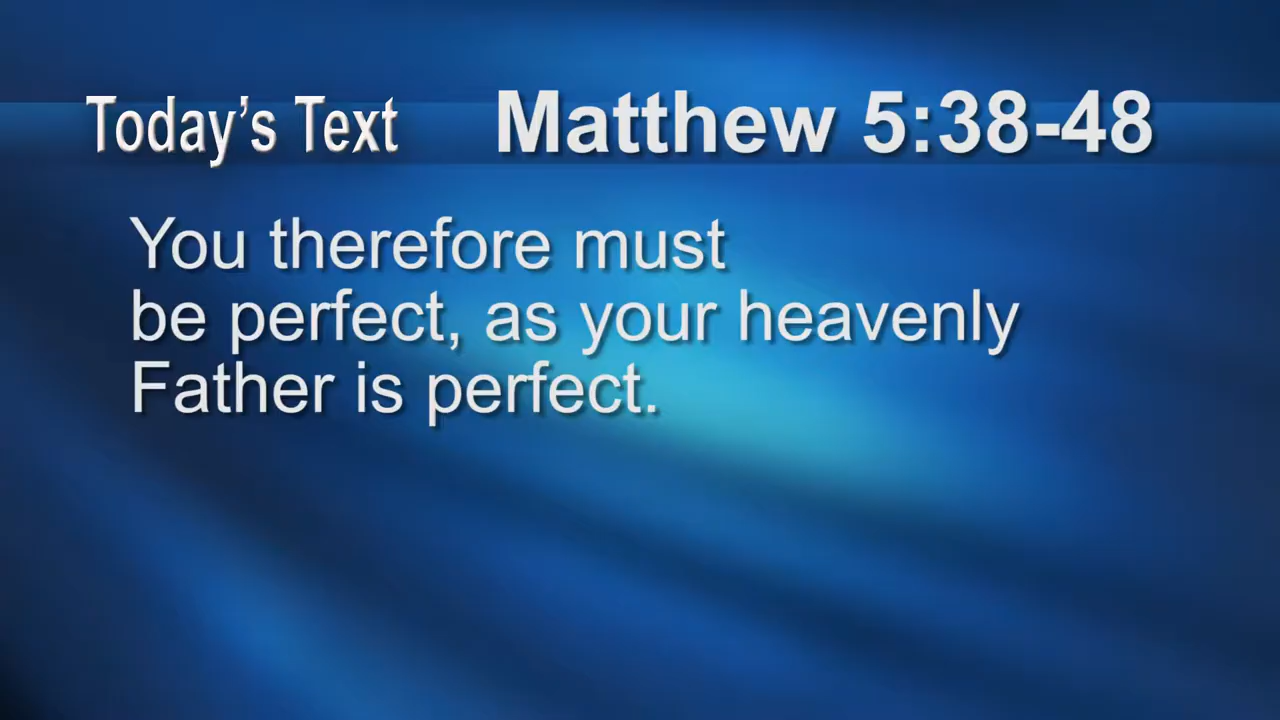 Today's Text Matthew 5:38-48
You therefore must
be perfect, as your heavenly
Father is perfect.